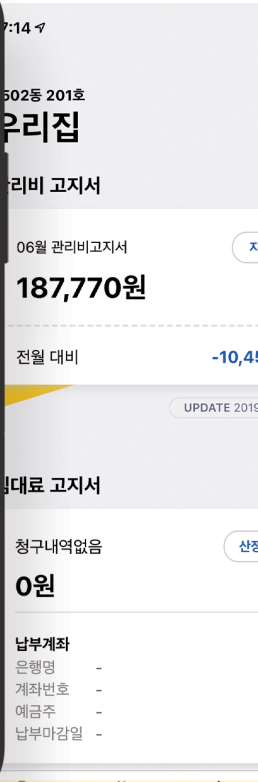 7:14
502동 201호
우리집
관리비 고지서
06월 관리비고지서
187,770원
전월 대비 -10,45
UPDATE 2019
임대료 고지서
청구내역없음 산정
0원
납부계좌
은행명 -
계좌번호 -
예금주 -
납부마감일 -